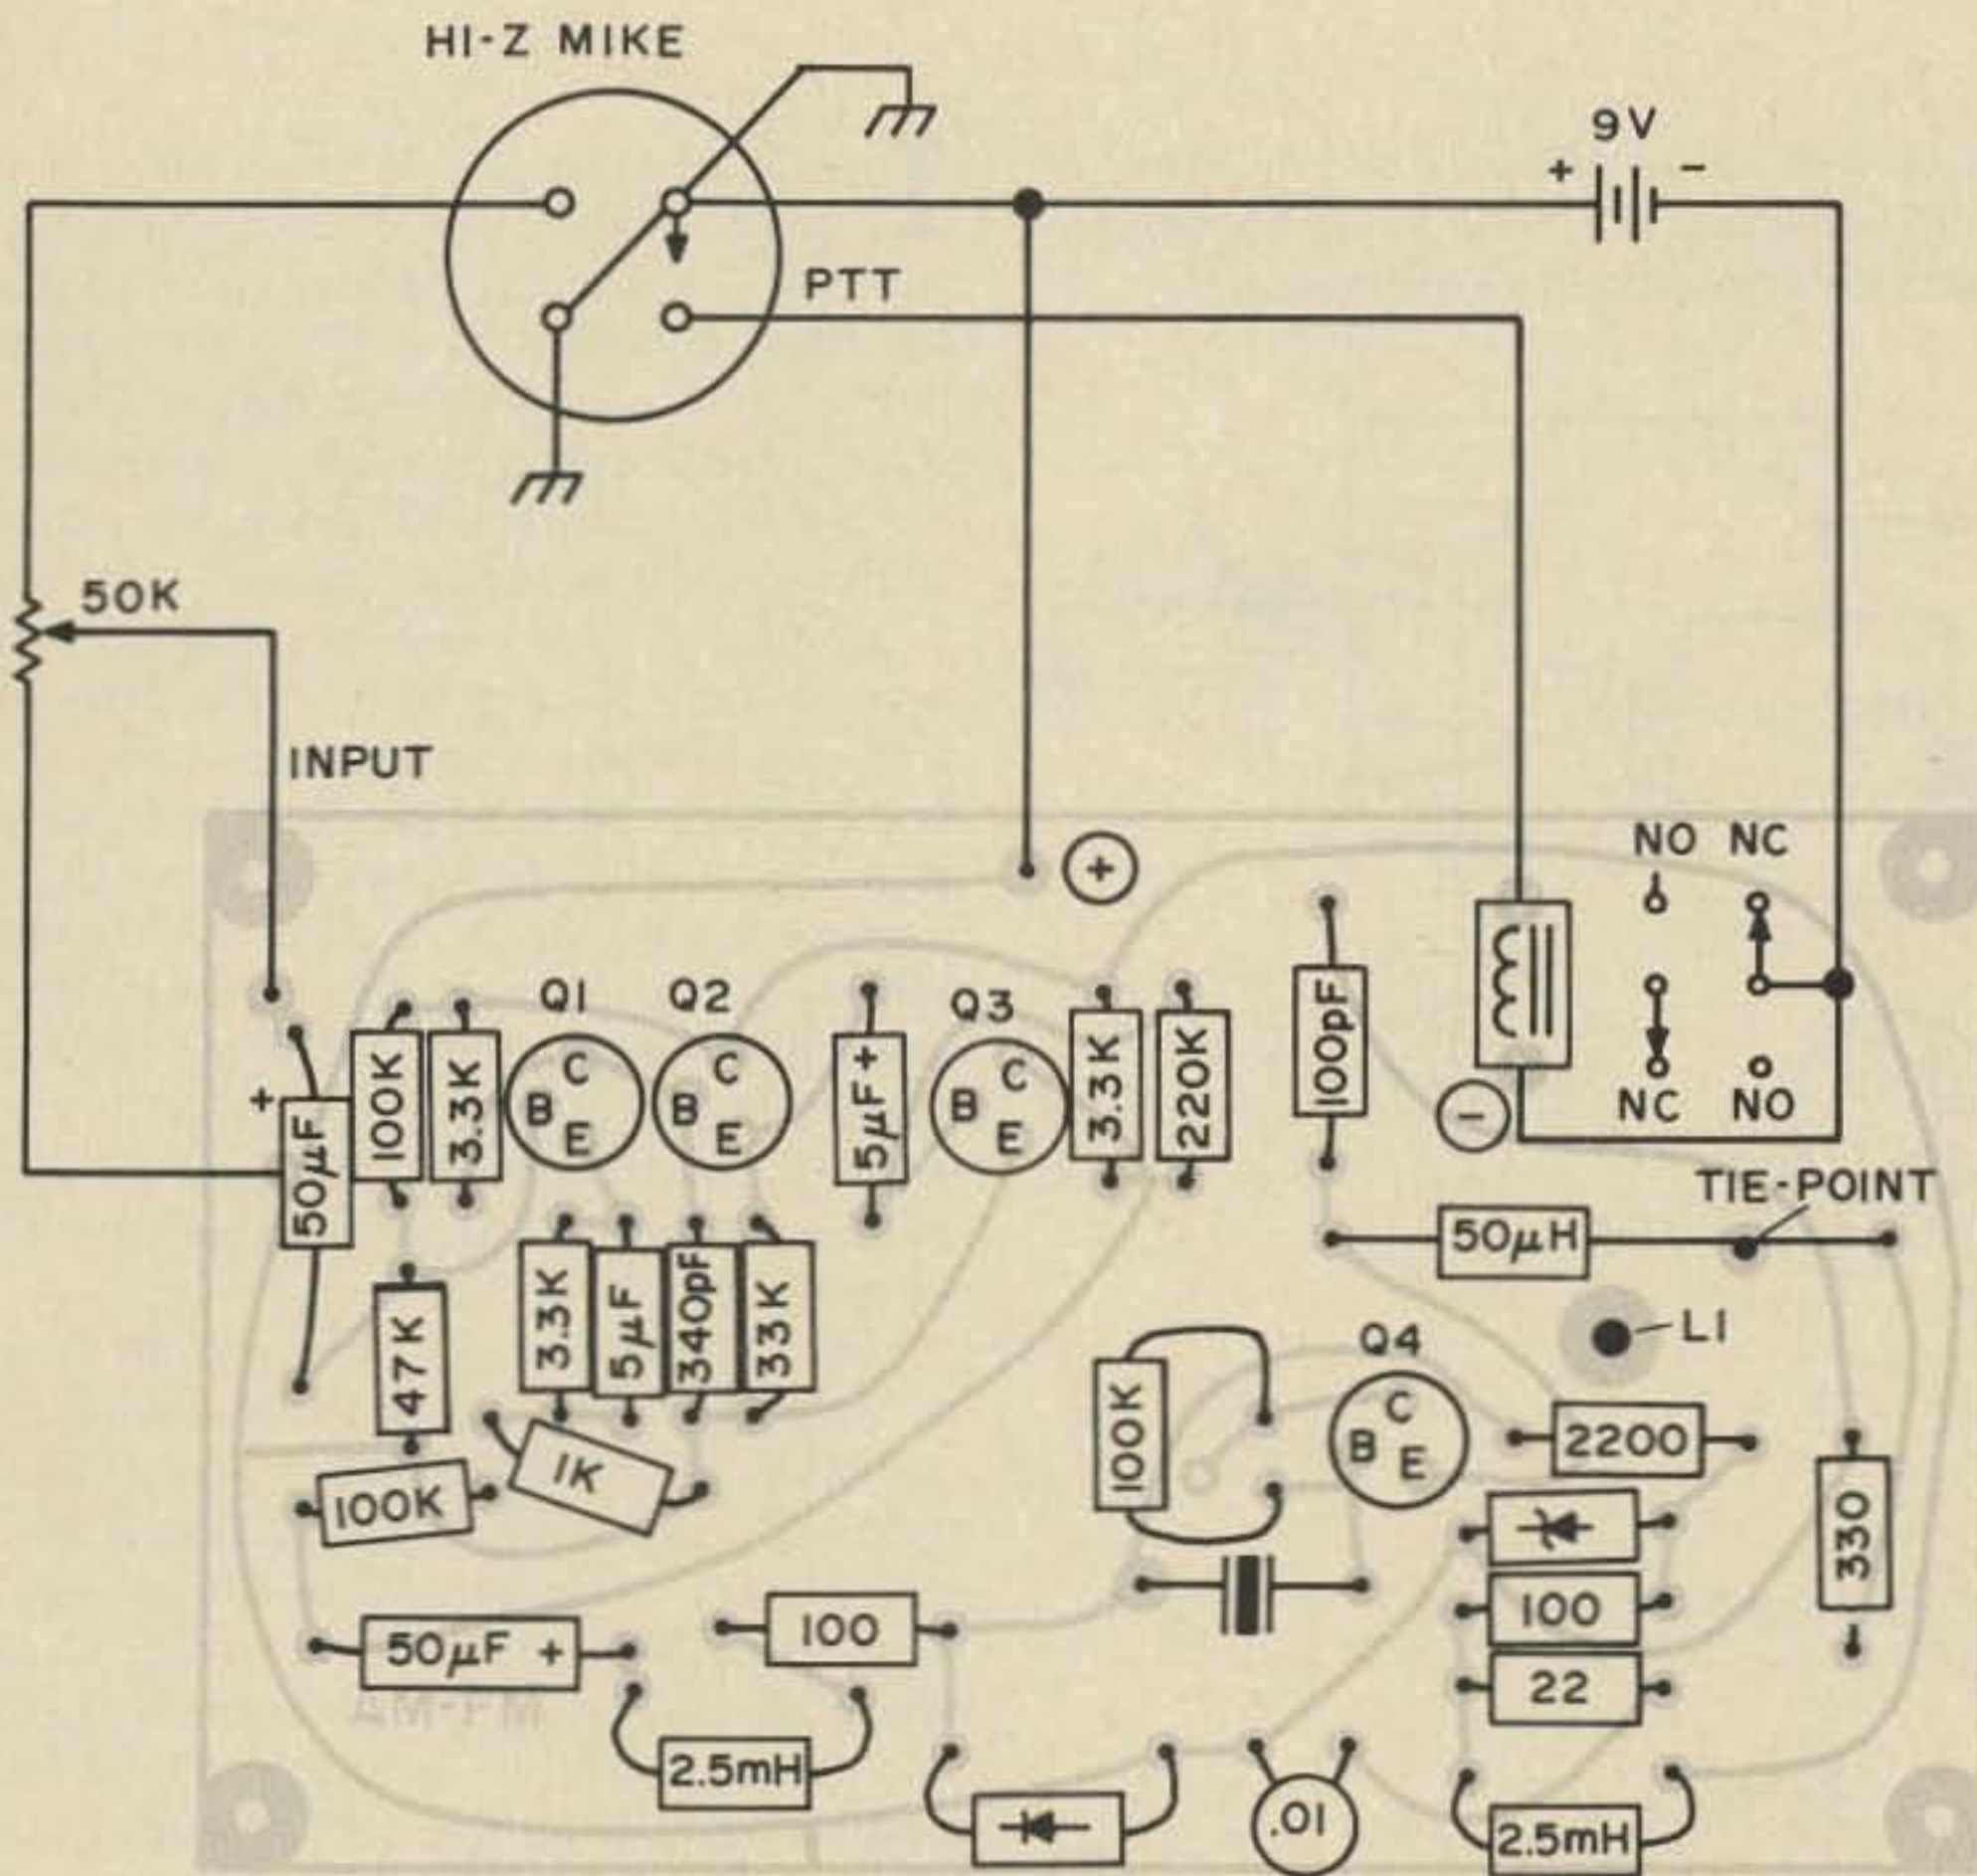 HI-Z MIKE
9V
+ -
PTT
50K
INPUT
+
NO NC
Q1 Q2 Q3
100K
3.3K
C
B
E
C
B
E
5µF+
C
B
E
3.3K
220K
100pF
-
NC NO
+
50µF
TIE-POINT
50µH
3.3K
5µF
340pF
33K
47K
L1
Q4
100K
C
B
E
2200
1K
100K
330
100
100
50µF +
22
AM-FM
2.5mH
.01
2.5mH